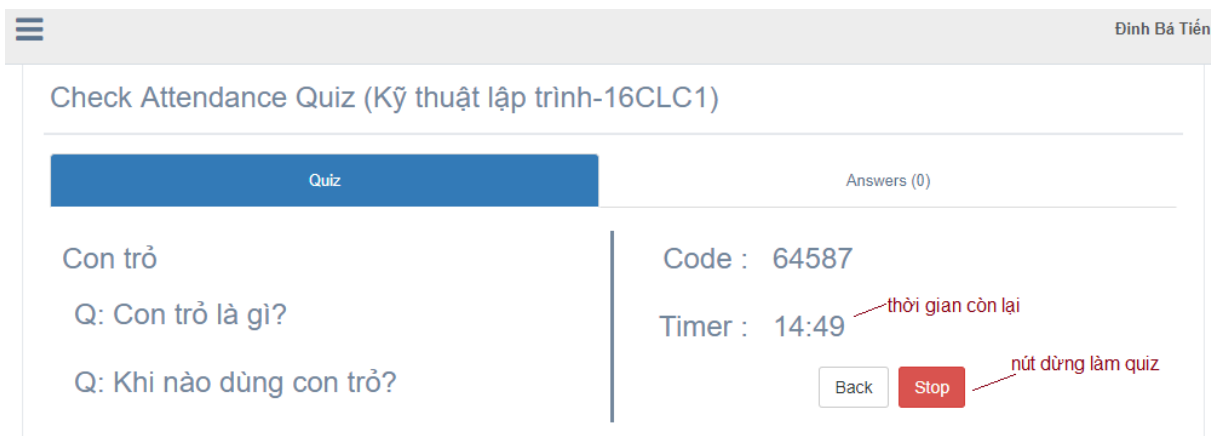 Đinh Bá Tiến
Check Attendance Quiz (Kỹ thuật lập trình-16CLC1)
Quiz
Answers (0)
Con trỏ
Q: Con trỏ là gì?
Q: Khi nào dùng con trỏ?
Code : 64587
Timer : 14:49
thời gian còn lại
nút dừng làm quiz
Back
Stop